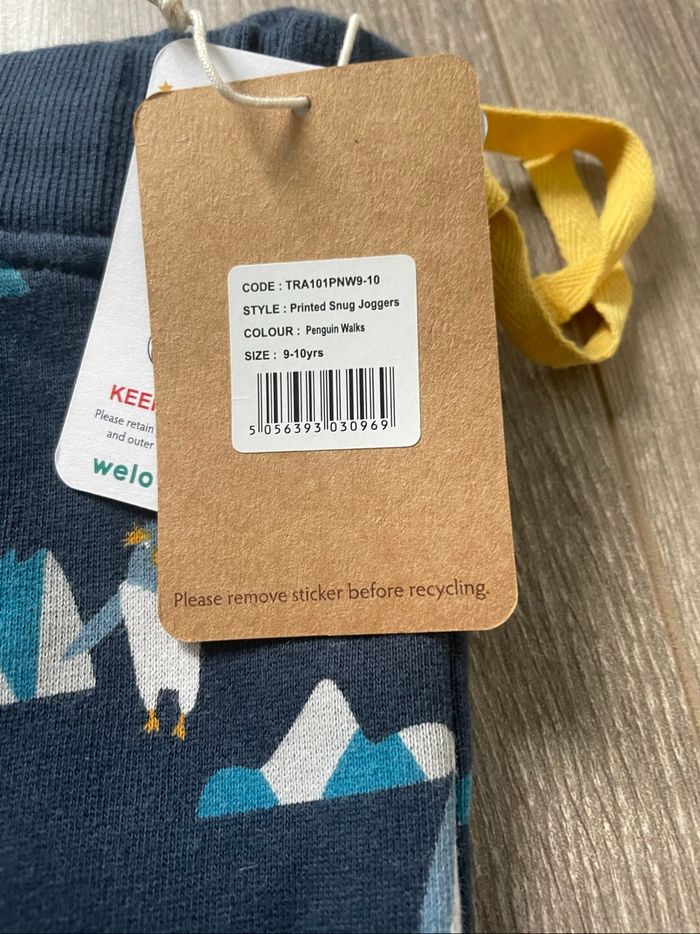 CODE : TRA101PNW9-10
STYLE : Printed Snug Joggers
COLOUR : Penguin Walks
SIZE : 9-10yrs
5 056393 030969
Please remove sticker before recycling.
KEE
Please retain
and outer
welo